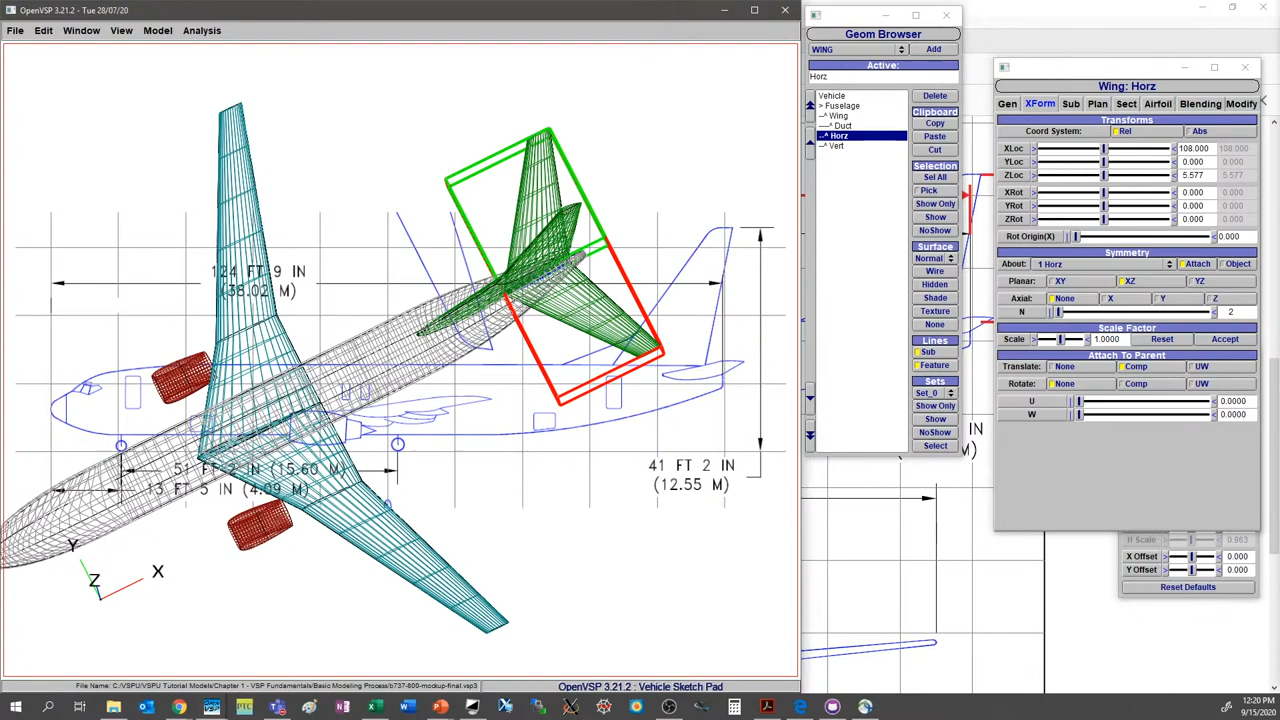 OpenVSP 3.21.2 - Tue 28/07/20
File Edit Window View Model Analysis
124 FT 9 IN
(38.02 M)
51 FT 2 IN (15.60 M)
13 FT 5 IN (4.09 M)
41 FT 2 IN
(12.55 M)
Y
Z
X
File Name: C:/VSPU/VSPU Tutorial Models/Chapter 1 - VSP Fundamentals/Basic Modeling Process/b737-800-mockup-final.vsp3
OpenVSP 3.21.2 : Vehicle Sketch Pad
Geom Browser
WING Add
Active:
Horz
Vehicle
> Fuselage
--^ Wing
----^ Duct
--^ Horz
--^ Vert
Delete
Clipboard
Copy
Paste
Cut
Selection
Sel All
Pick
Show Only
Show
NoShow
Surface
Normal
Wire
Hidden
Shade
Texture
None
Lines
Sub
Feature
Sets
Set_0
Show Only
Show
NoShow
Select
Wing: Horz
Gen XForm Sub Plan Sect Airfoil Blending Modify
Transforms
Coord System: Rel Abs
XLoc > < 108.000 108.000
YLoc > < 0.000 0.000
ZLoc > < 5.577 5.577
XRot > < 0.000 0.000
YRot > < 0.000 0.000
ZRot > < 0.000 0.000
Rot Origin(X) < 0.000
Symmetry
About: 1 Horz Attach Object
Planar: XY XZ YZ
Axial: None X Y Z
N < 2
Scale Factor
Scale > < 1.0000 Reset Accept
Attach To Parent
Translate: None Comp UW
Rotate: None Comp UW
U < 0.0000
W < 0.0000
IN
M)
H Scale > < 0.963
X Offset > < 0.000
Y Offset > < 0.000
Reset Defaults
PTC
12:20 PM
9/15/2020